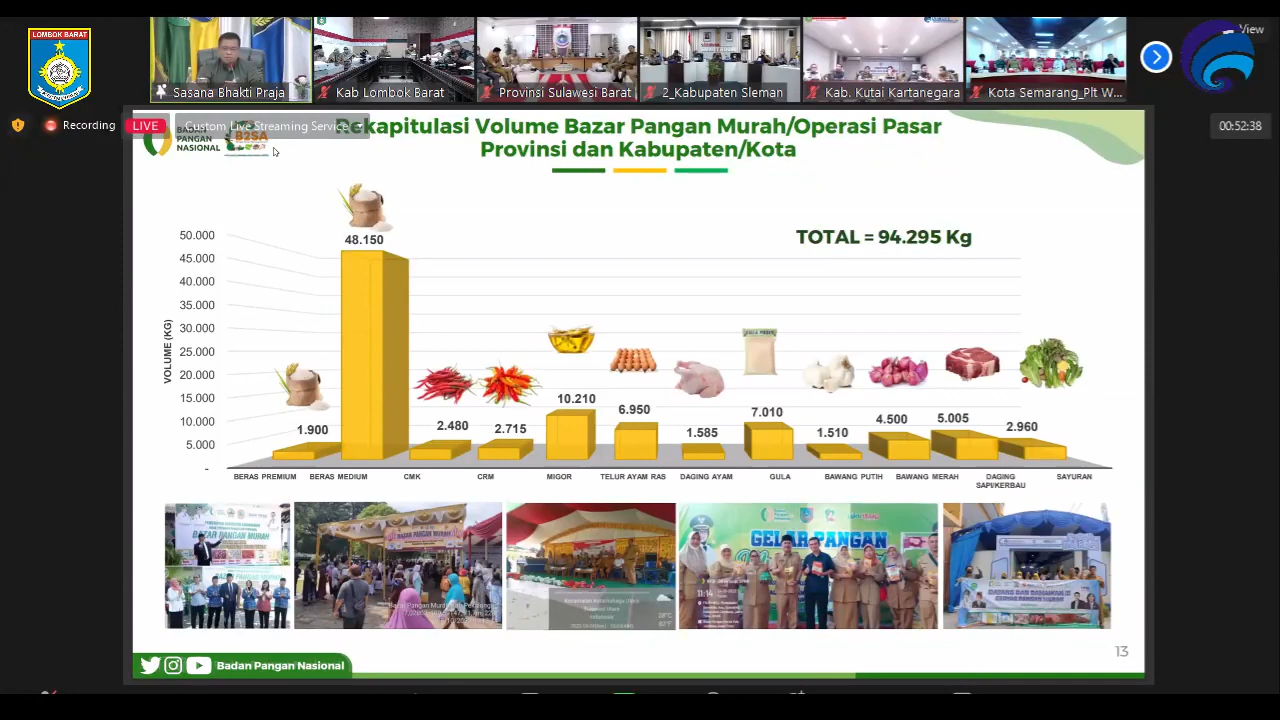 LOMBOK BARAT
View
Sasana Bhakti Praja
Kab Lombok Barat
Provinsi Sulawesi Barat
2_Kabupaten Sleman
Kab. Kutai Kartanegara
Kota Semarang_Plt W...
Recording
LIVE
Custom Live Streaming Service
00:52:38
PANGAN
NASIONAL
B2SA
Rekapitulasi Volume Bazar Pangan Murah/Operasi Pasar
Provinsi dan Kabupaten/Kota
TOTAL = 94.295 Kg
VOLUME (KG)
50.000
45.000
40.000
35.000
30.000
25.000
20.000
15.000
10.000
5.000
-
1.900
48.150
2.480
2.715
10.210
6.950
1.585
7.010
1.510
4.500
5.005
2.960
BERAS PREMIUM
BERAS MEDIUM
CMK
CRM
MIGOR
TELUR AYAM RAS
DAGING AYAM
GULA
BAWANG PUTIH
BAWANG MERAH
DAGING
SAPI/KERBAU
SAYURAN
BAZAR PANGAN MURAH
BAZAR PANGAN MURAH
GELAR PANGAN
11:14
13
Badan Pangan Nasional